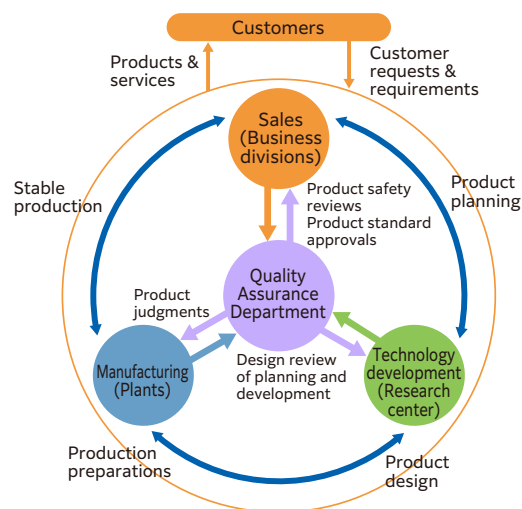 Customers
Products &
services
Customer
requests &
requirements
Sales
(Business
divisions)
Stable
production
Product
planning
Product safety
reviews
Product standard
approvals
Quality
Assurance
Department
Product
judgments
Manufacturing
(Plants)
Design review
of planning and
development
Technology
development
(Research
center)
Production
preparations
Product
design